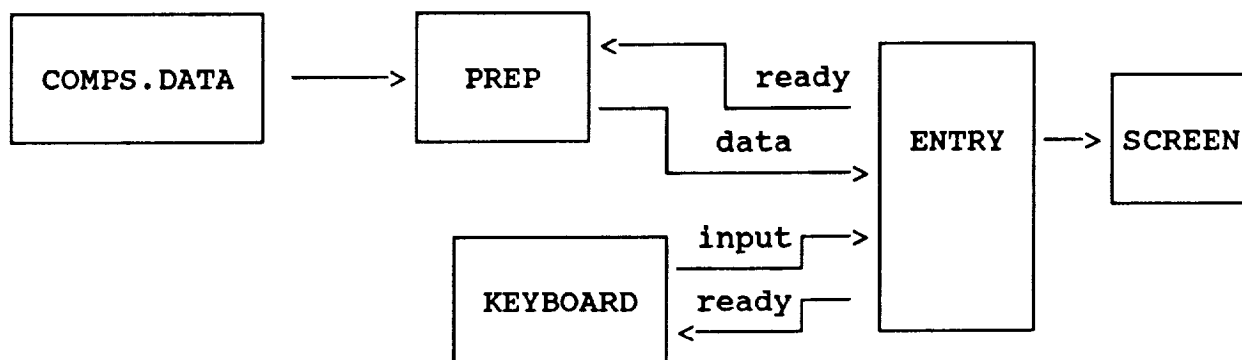 COMPS.DATA
PREP
ready
data
ENTRY
SCREEN
input
KEYBOARD
ready